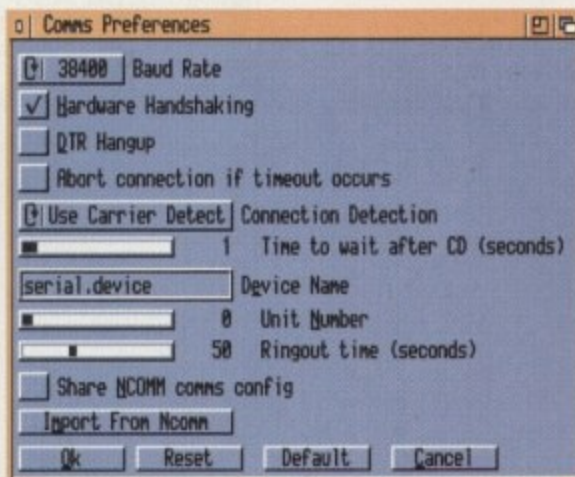 Comms Preferences
38400 Baud Rate
Hardware Handshaking
DTR Hangup
Abort connection if timeout occurs
Use Carrier Detect Connection Detection
1 Time to wait after CD (seconds)
serial.device Device Name
0 Unit Number
50 Ringout time (seconds)
Share NCOMM comms config
Import From Ncomm
Ok Reset Default Cancel